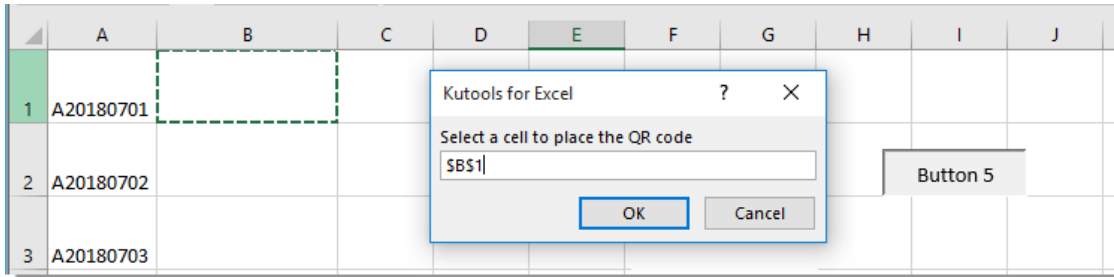 A B C D E F G H I J
Kutools for Excel ? ×
1 A20180701
Select a cell to place the QR code
$B$1
2 A20180702
Button 5
OK Cancel
3 A20180703